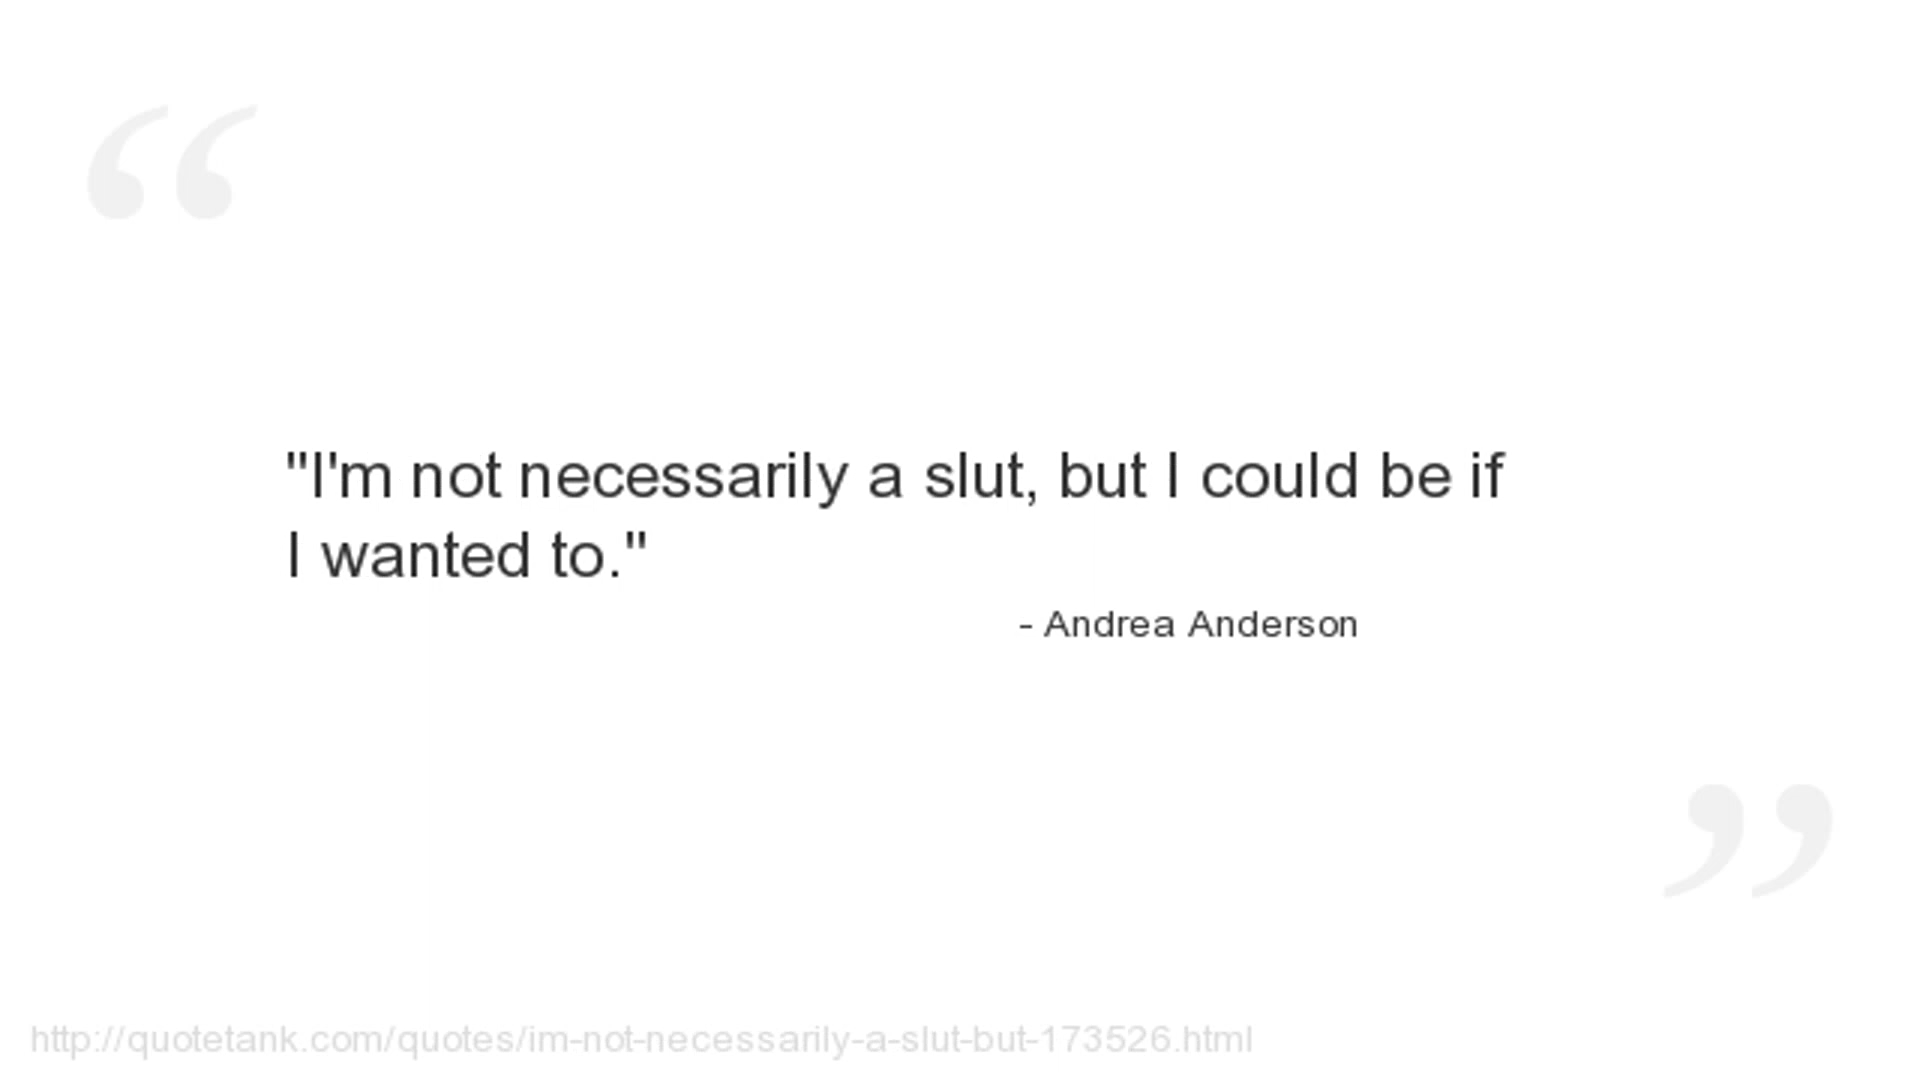 "I'm not necessarily a slut, but I could be if
I wanted to."
- Andrea Anderson
http://quotetank.com/quotes/im-not-necessarily-a-slut-but-173526.html